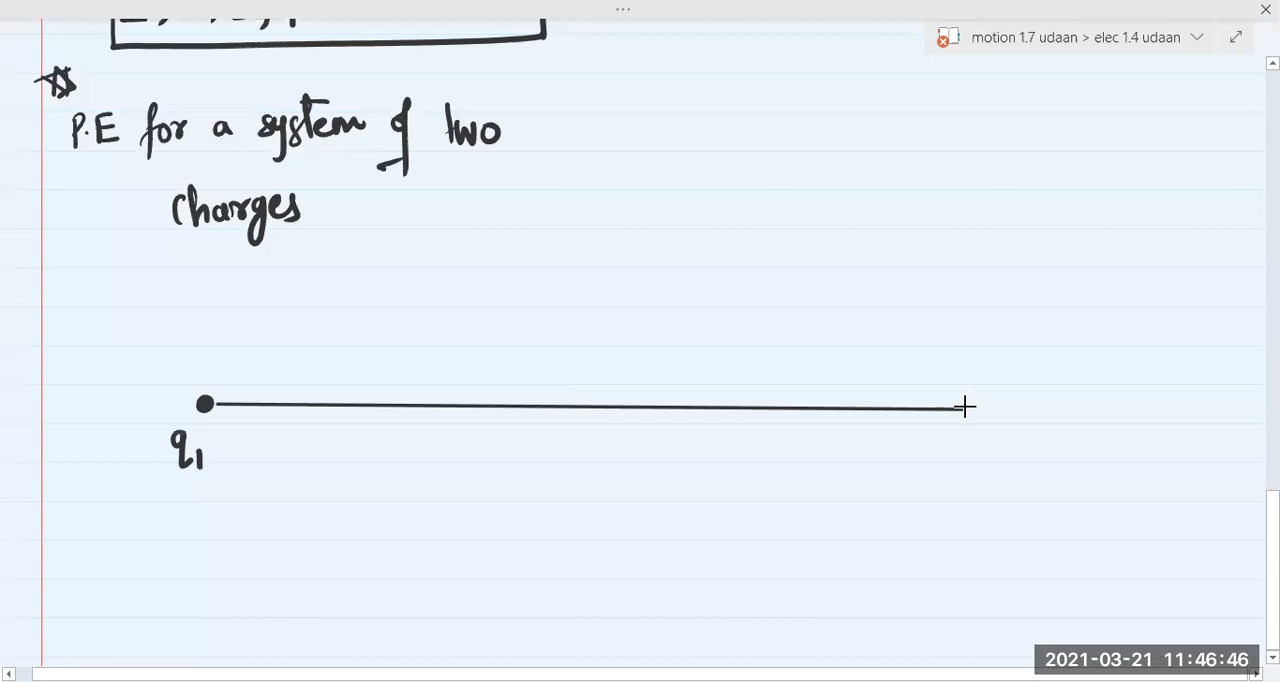 motion 1.7 udaan > elec 1.4 udaan
P.E for a system of two
charges
q1
2021-03-21 11:46:46